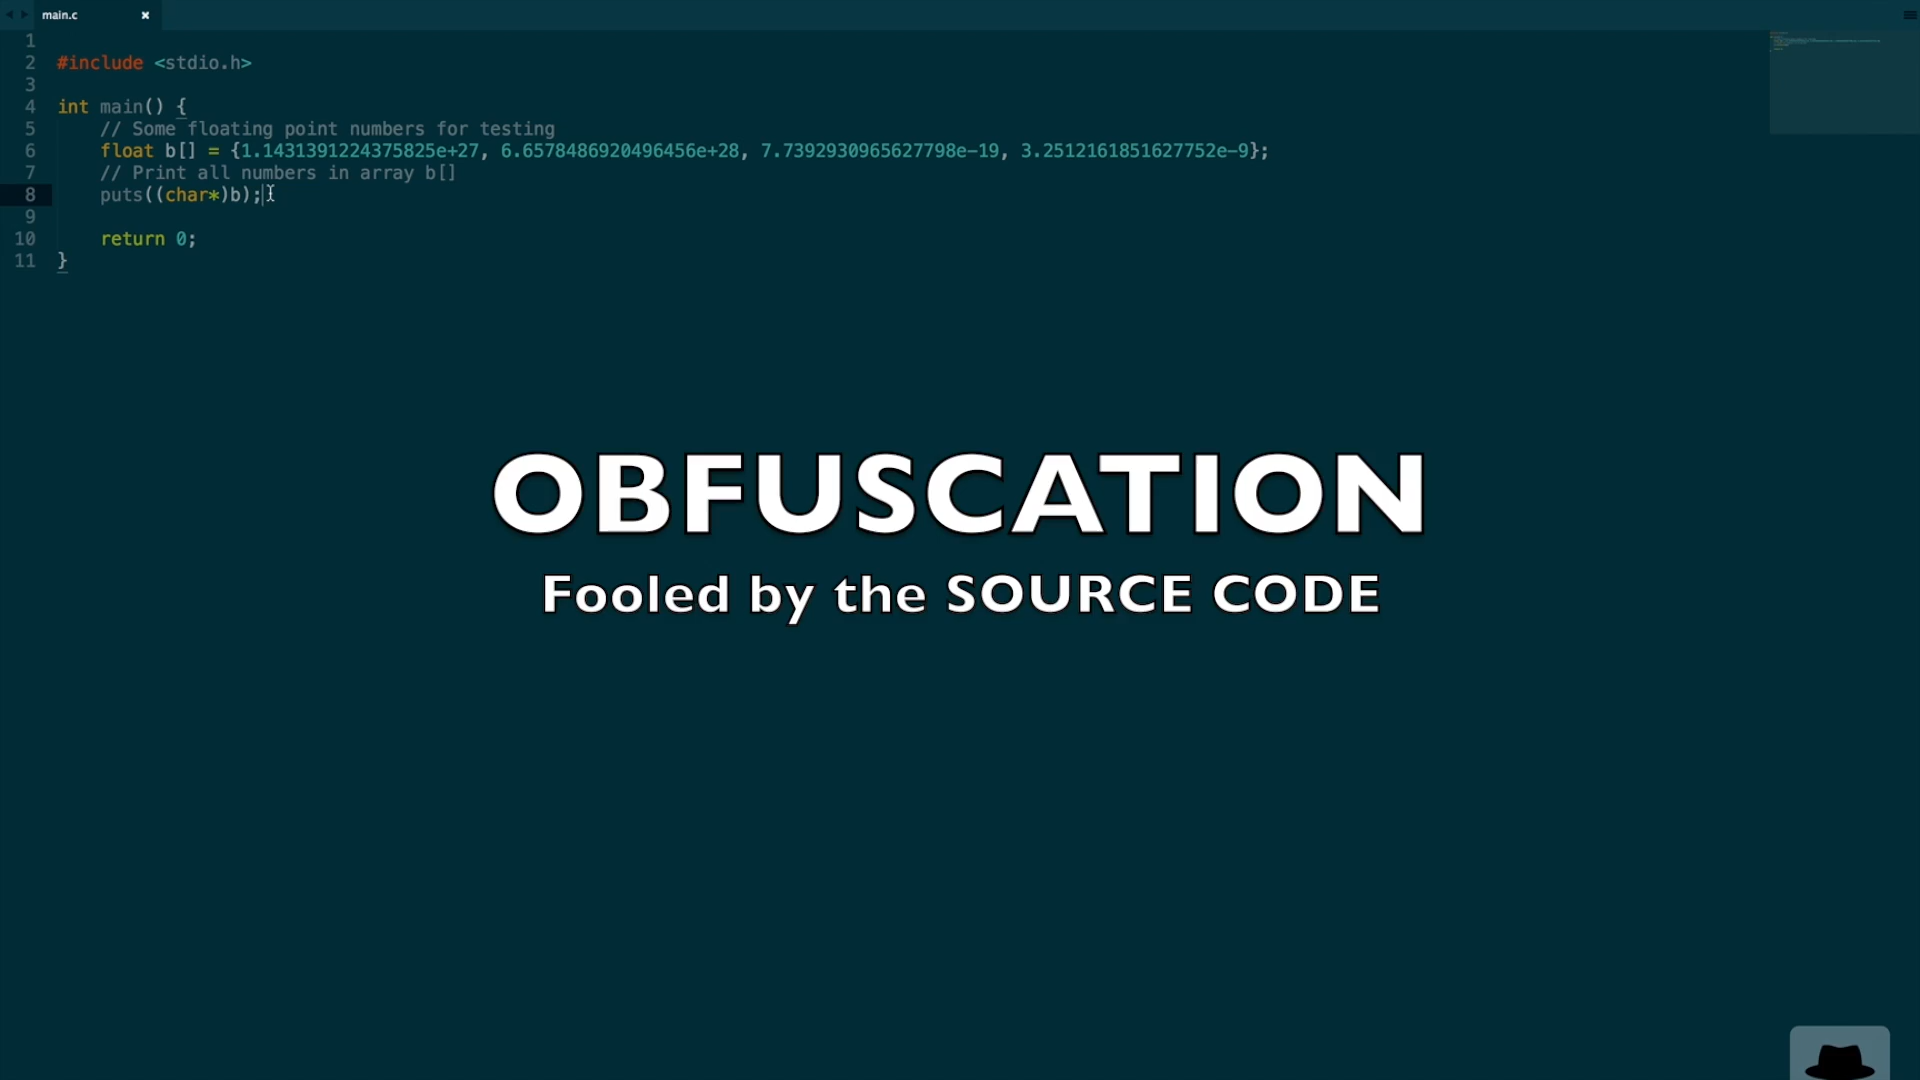 main.c
1
2 #include <stdio.h>
3
4 int main() {
5 // Some floating point numbers for testing
6 float b[] = {1.1431391224375825e+27, 6.6578486920496456e+28, 7.7392930965627798e-19, 3.2512161851627752e-9};
7 // Print all numbers in array b[]
8 puts((char*)b);
9
10 return 0;
11 }
OBFUSCATION
Fooled by the SOURCE CODE